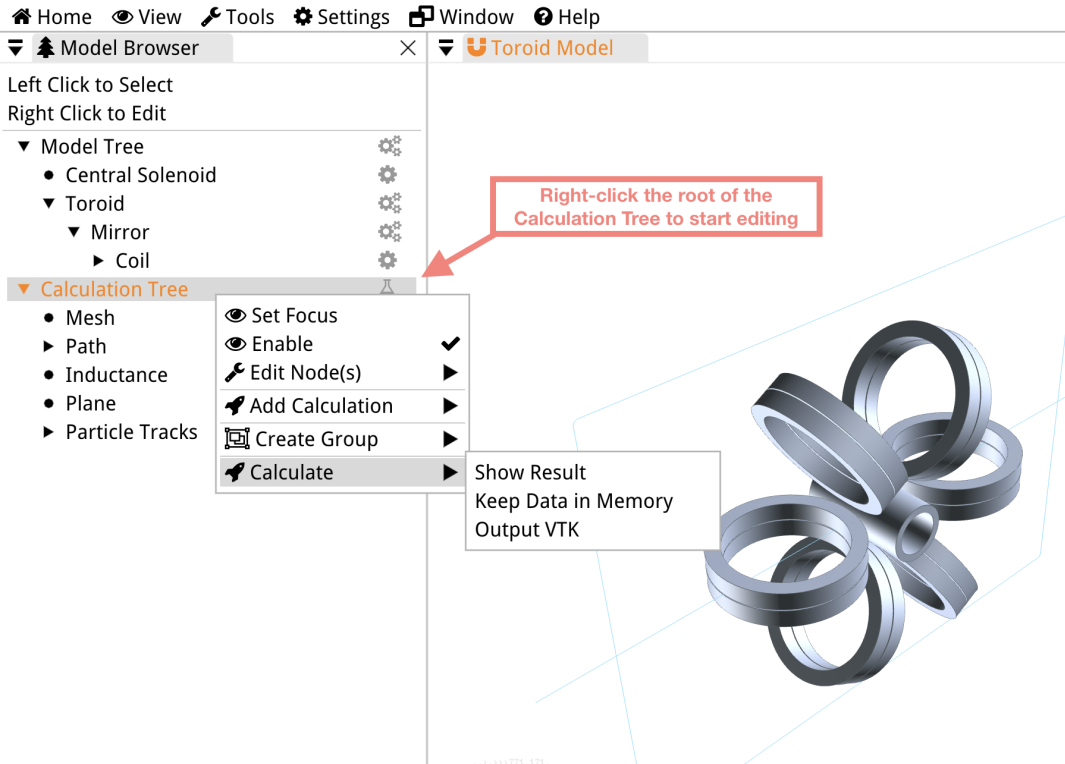 Home View Tools Settings Window Help
Model Browser
Toroid Model
Left Click to Select
Right Click to Edit
Model Tree
Central Solenoid
Toroid
Mirror
Coil
Calculation Tree
Mesh
Path
Inductance
Plane
Particle Tracks
Right-click the root of the
Calculation Tree to start editing
Set Focus
Enable
Edit Node(s)
Add Calculation
Create Group
Calculate
Show Result
Keep Data in Memory
Output VTK